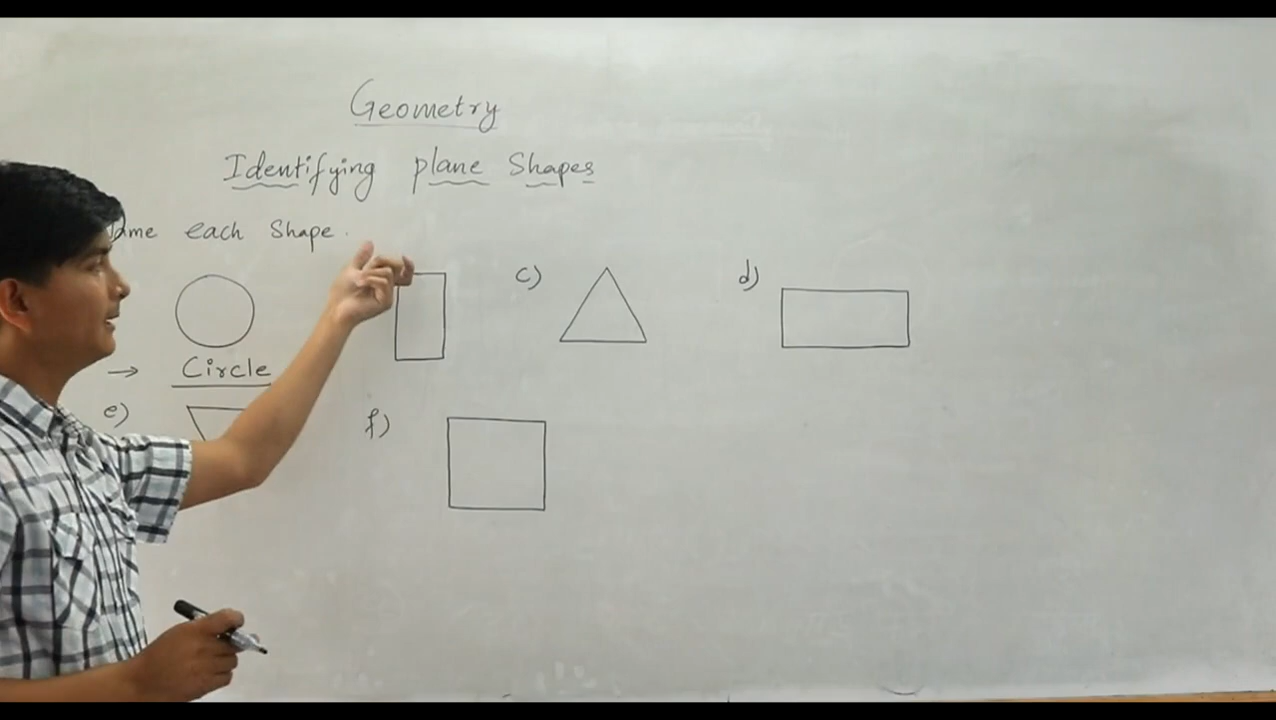 Geometry
Identifying plane Shapes
each Shape.
c)
d)
→ Circle
e)
f)